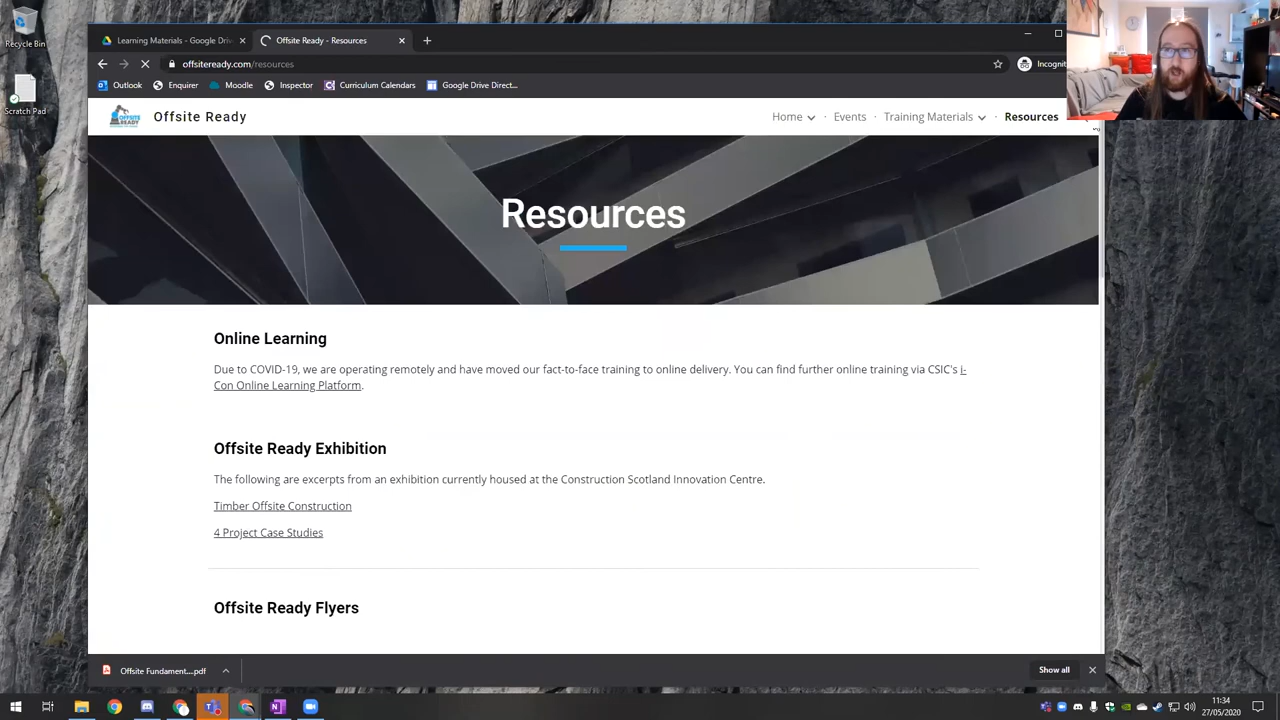 Recycle Bin
Scratch Pad
Learning Materials - Google Driv
Offsite Ready - Resources
offsiteready.com/resources
Incognit
Outlook
Enquirer
Moodle
Inspector
Curriculum Calendars
Google Drive Direct...
OFFSITE READY
Offsite Ready
Home
Events
Training Materials
Resources
Resources
Online Learning
Due to COVID-19, we are operating remotely and have moved our fact-to-face training to online delivery. You can find further online training via CSIC's i-
Con Online Learning Platform.
Offsite Ready Exhibition
The following are excerpts from an exhibition currently housed at the Construction Scotland Innovation Centre.
Timber Offsite Construction
4 Project Case Studies
Offsite Ready Flyers
Offsite Fundament....pdf
Show all
11:34
27/05/2020